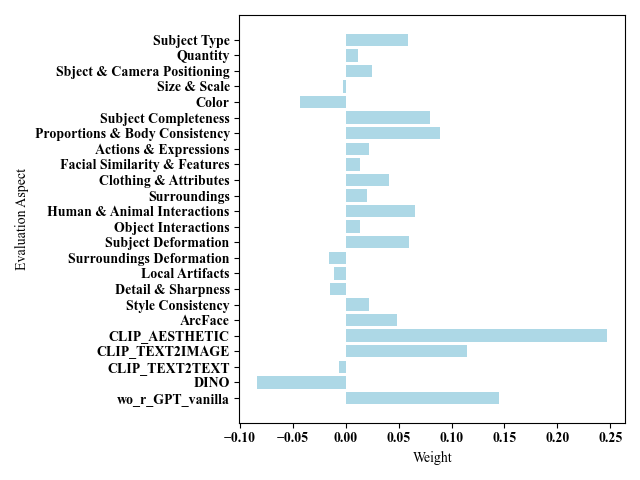 Subject Type
Quantity
Sbject & Camera Positioning
Size & Scale
Color
Subject Completeness
Proportions & Body Consistency
Actions & Expressions
Facial Similarity & Features
Clothing & Attributes
Surroundings
Human & Animal Interactions
Object Interactions
Subject Deformation
Surroundings Deformation
Local Artifacts
Detail & Sharpness
Style Consistency
ArcFace
CLIP_AESTHETIC
CLIP_TEXT2IMAGE
CLIP_TEXT2TEXT
DINO
wo_r_GPT_vanilla
Evaluation Aspect
−0.10 −0.05 0.00 0.05 0.10 0.15 0.20 0.25
Weight